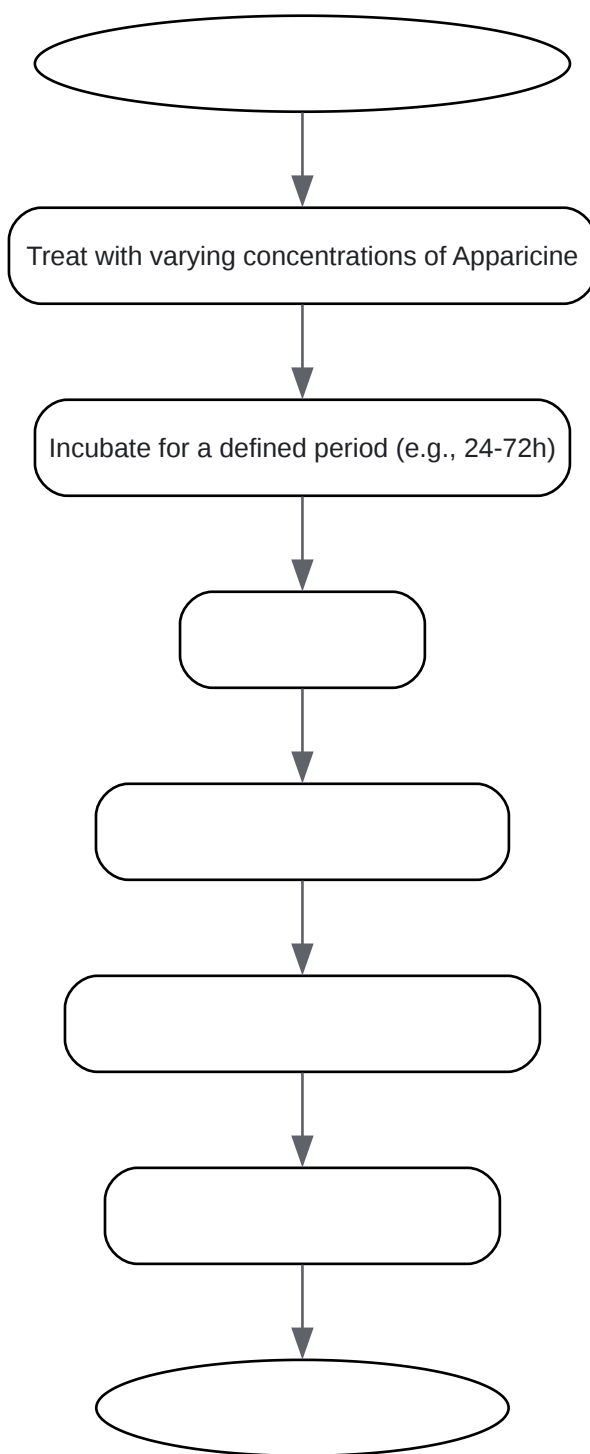 Treat with varying concentrations of Apparicine
Incubate for a defined period (e.g., 24-72h)